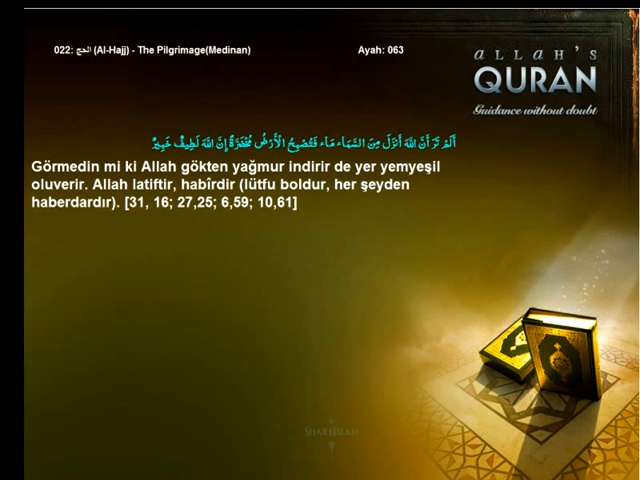 022: الحج (Al-Hajj) - The Pilgrimage(Medinan) Ayah: 063
ALLAH'S
QURAN
Guidance without doubt
أَلَمْ تَرَ أَنَّ اللَّهَ أَنزَلَ مِنَ السَّمَاءِ مَاءً فَتُصْبِحُ الْأَرْضُ مُخْضَرَّةً إِنَّ اللَّهَ لَطِيفٌ خَبِيرٌ
Görmedin mi ki Allah gökten yağmur indirir de yer yemyeşil
oluverir. Allah latiftir, habîrdir (lütfu boldur, her şeyden
haberdardır). [31, 16; 27,25; 6,59; 10,61]
SHAREISLAM